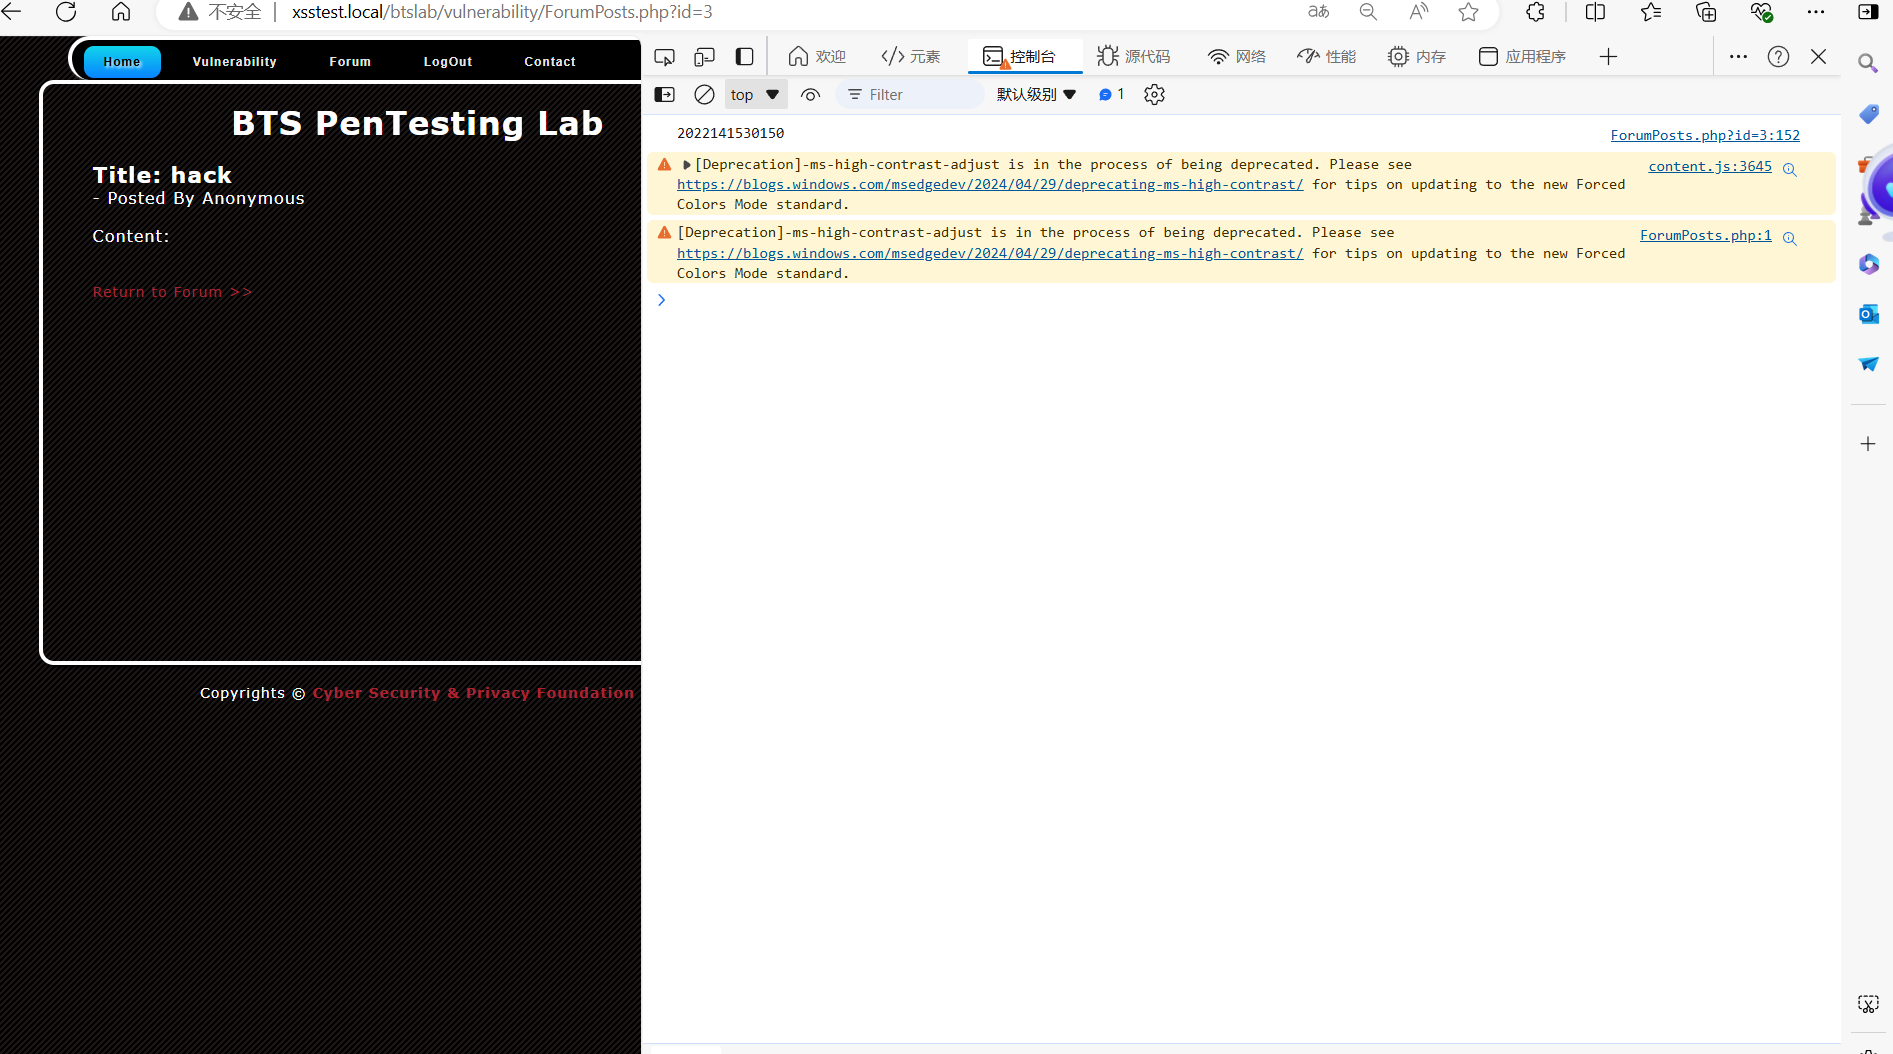 不安全 xsstest.local/btslab/vulnerability/ForumPosts.php?id=3
Home Vulnerability Forum LogOut Contact
BTS PenTesting Lab
Title: hack
- Posted By Anonymous
Content:
Return to Forum >>
Copyrights © Cyber Security & Privacy Foundation
欢迎 元素 控制台 源代码 网络 性能 内存 应用程序
top Filter 默认级别 1
2022141530150 ForumPosts.php?id=3:152
[Deprecation]-ms-high-contrast-adjust is in the process of being deprecated. Please see content.js:3645
https://blogs.windows.com/msedgedev/2024/04/29/deprecating-ms-high-contrast/ for tips on updating to the new Forced
Colors Mode standard.
[Deprecation]-ms-high-contrast-adjust is in the process of being deprecated. Please see ForumPosts.php:1
https://blogs.windows.com/msedgedev/2024/04/29/deprecating-ms-high-contrast/ for tips on updating to the new Forced
Colors Mode standard.